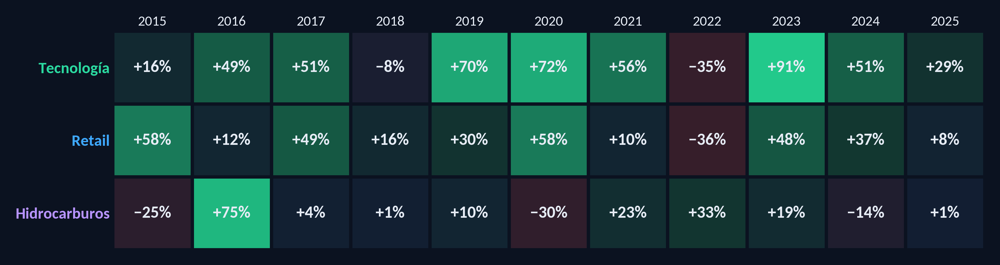 2015 2016 2017 2018 2019 2020 2021 2022 2023 2024 2025
Tecnología +16% +49% +51% −8% +70% +72% +56% −35% +91% +51% +29%
Retail +58% +12% +49% +16% +30% +58% +10% −36% +48% +37% +8%
Hidrocarburos −25% +75% +4% +1% +10% −30% +23% +33% +19% −14% +1%